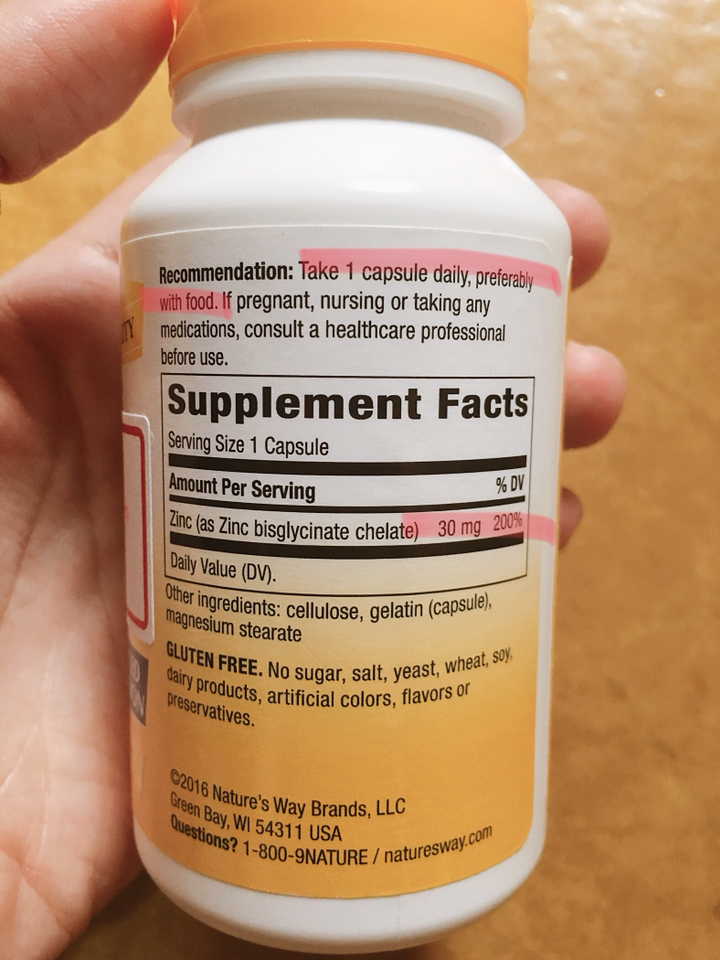 Recommendation: Take 1 capsule daily, preferably
with food. If pregnant, nursing or taking any
medications, consult a healthcare professional
before use.
Supplement Facts
Serving Size 1 Capsule
Amount Per Serving % DV
Zinc (as Zinc bisglycinate chelate) 30 mg 200%
Daily Value (DV).
Other ingredients: cellulose, gelatin (capsule),
magnesium stearate
GLUTEN FREE. No sugar, salt, yeast, wheat, soy,
dairy products, artificial colors, flavors or
preservatives.
©2016 Nature's Way Brands, LLC
Green Bay, WI 54311 USA
Questions? 1-800-9NATURE / naturesway.com